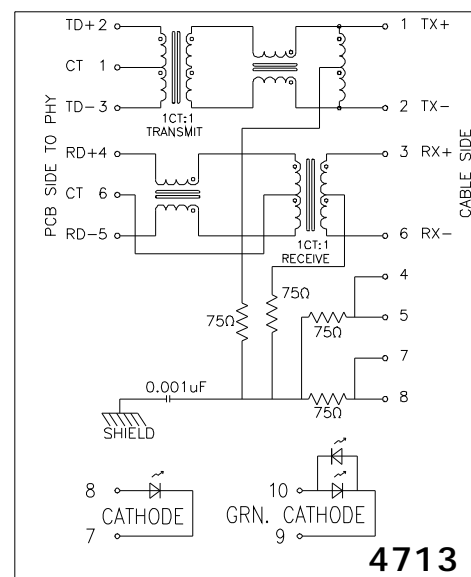 TD+2
1 TX+
CT 1
TD-3
2 TX-
1CT:1
TRANSMIT
PCB SIDE TO PHY
CABLE SIDE
RD+4
3 RX+
CT 6
RD-5
6 RX-
1CT:1
RECEIVE
4
75Ω
75Ω
5
75Ω
7
0.001uF
8
75Ω
SHIELD
8
10
CATHODE
GRN. CATHODE
7
9
4713